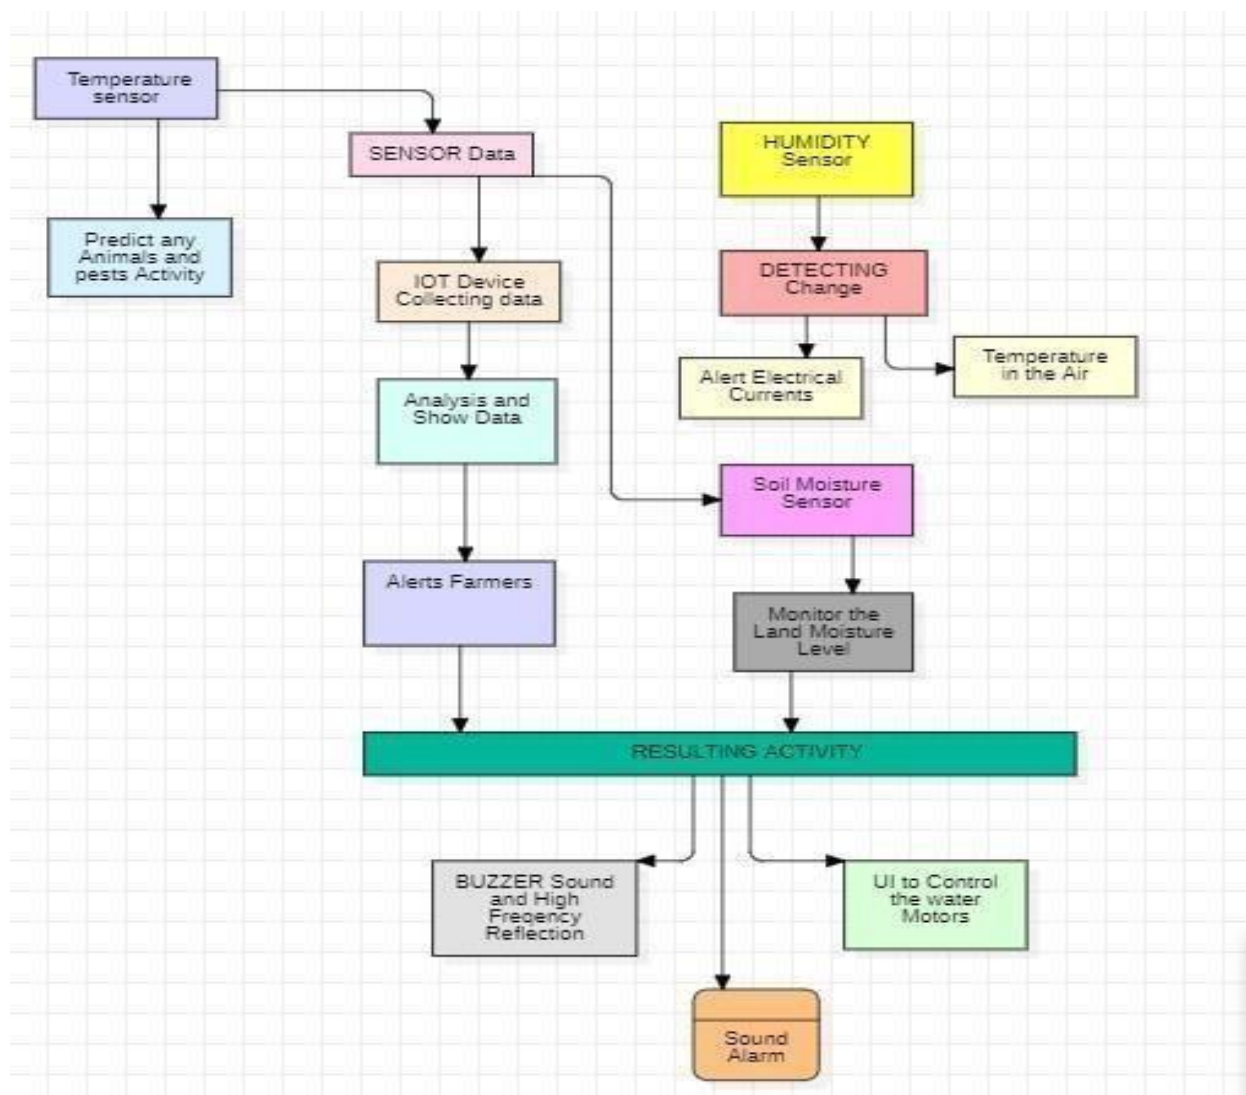 Temperature
sensor
SENSOR Data
HUMIDITY
Sensor
Predict any
Animals and
pests Activity
IOT Device
Collecting data
DETECTING
Change
Temperature
in the Air
Alert Electrical
Currents
Analysis and
Show Data
Soil Moisture
Sensor
Alerts Farmers
Monitor the
Land Moisture
Level
RESULTING ACTIVITY
BUZZER Sound
and High
Freqency
Reflection
UI to Control
the water
Motors
Sound
Alarm